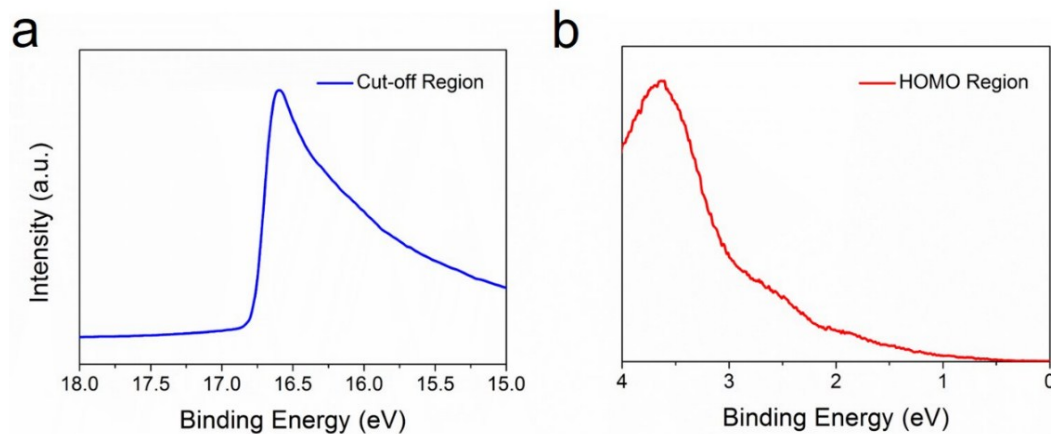 a
Cut-off Region
Intensity (a.u.)
18.0 17.5 17.0 16.5 16.0 15.5 15.0
Binding Energy (eV)
b
HOMO Region
4 3 2 1 0
Binding Energy (eV)